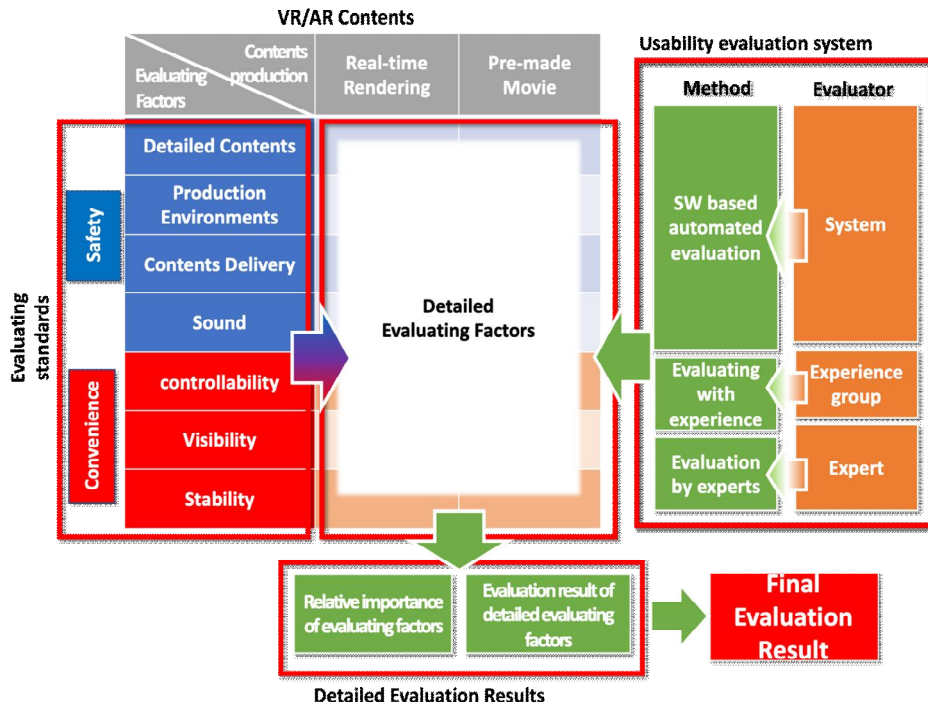 VR/AR Contents
Contents
production
Evaluating
Factors
Real-time
Rendering
Pre-made
Movie
Usability evaluation system
Method
Evaluator
Evaluating
standards
Safety
Detailed Contents
Production
Environments
Contents Delivery
Sound
Convenience
controllability
Visibility
Stability
Detailed
Evaluating Factors
SW based
automated
evaluation
System
Evaluating
with
experience
Experience
group
Evaluation
by experts
Expert
Relative importance
of evaluating factors
Evaluation result of
detailed evaluating
factors
Final
Evaluation
Result
Detailed Evaluation Results